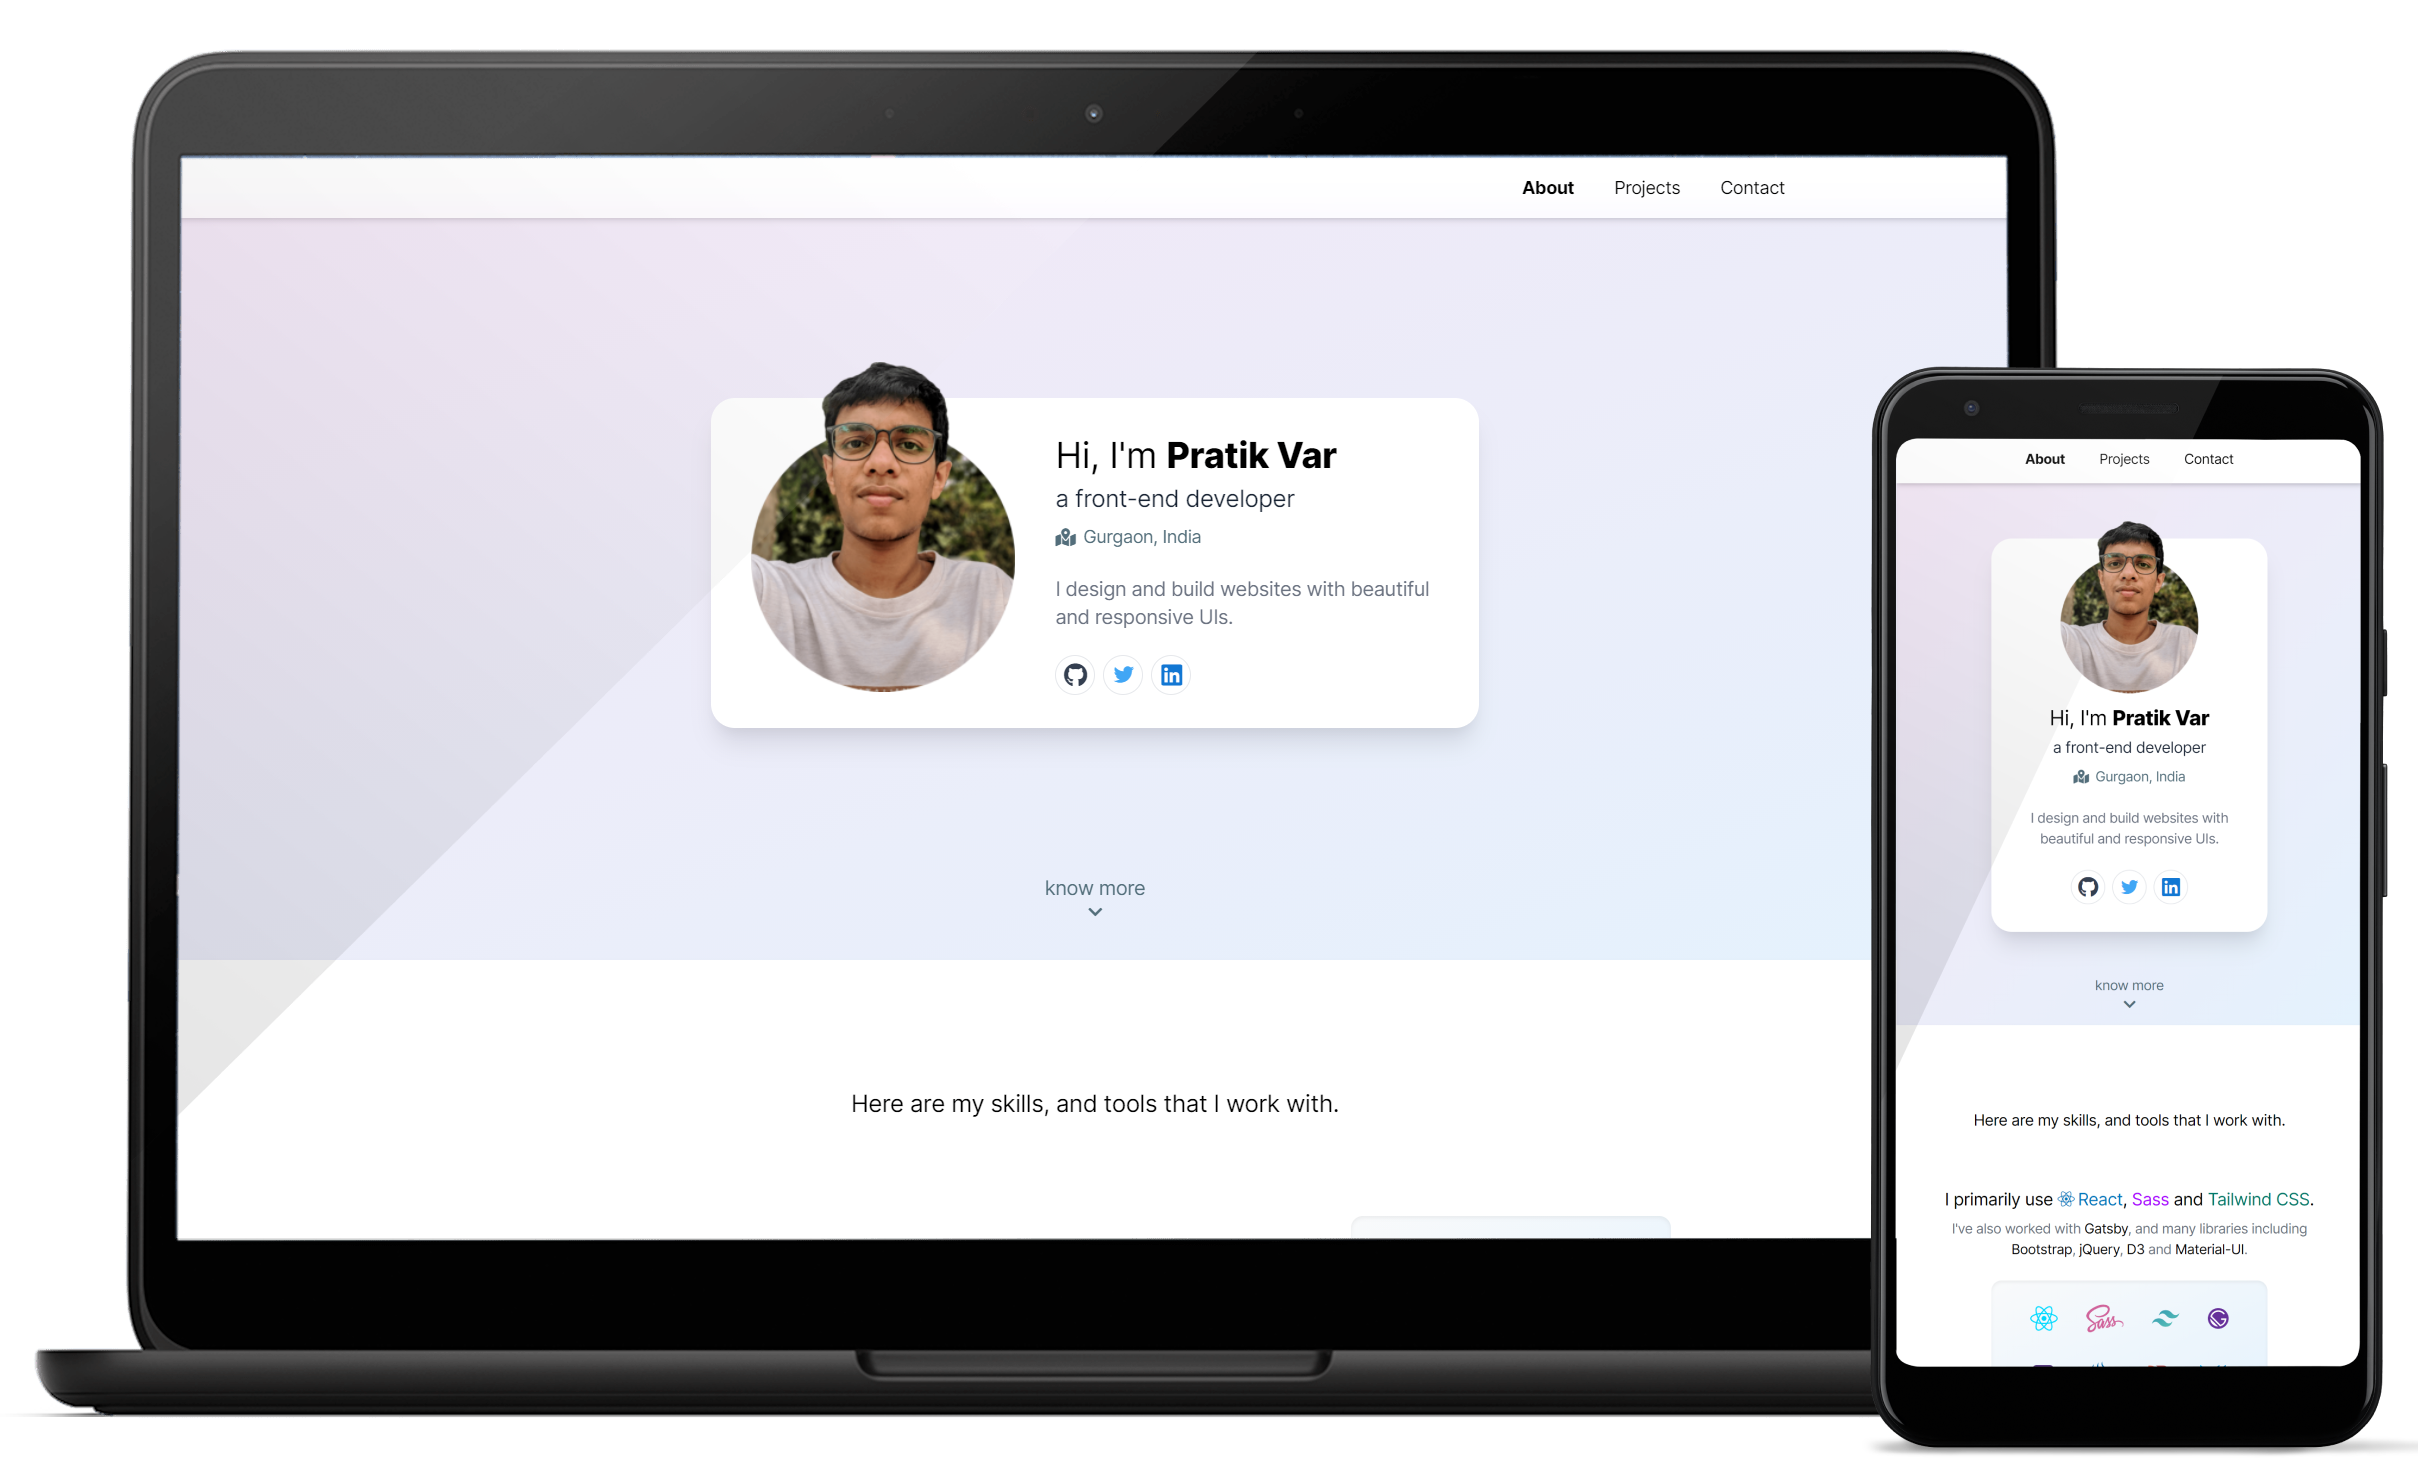 About Projects Contact
Hi, I'm Pratik Var
a front-end developer
Gurgaon, India
I design and build websites with beautiful
and responsive UIs.
in
know more
Here are my skills, and tools that I work with.
About Projects Contact
Hi, I'm Pratik Var
a front-end developer
Gurgaon, India
I design and build websites with
beautiful and responsive UIs.
in
know more
Here are my skills, and tools that I work with.
I primarily use React, Sass and Tailwind CSS.
I've also worked with Gatsby, and many libraries including
Bootstrap, jQuery, D3 and Material-UI.
Sass